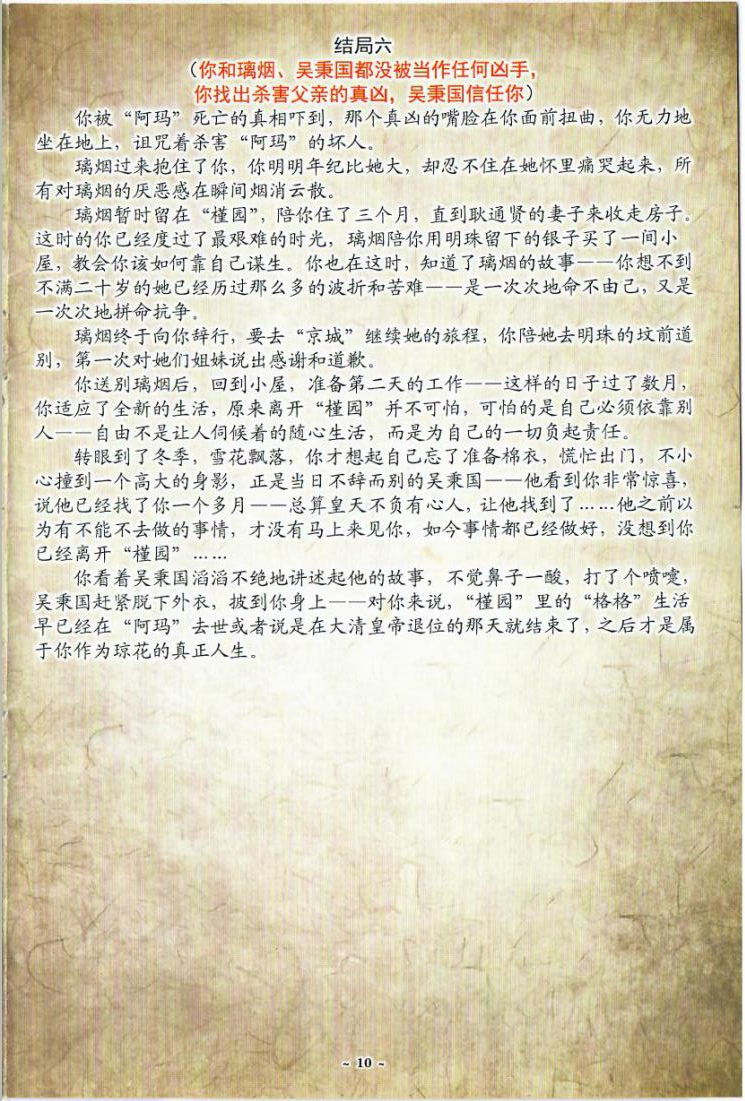 结局六
（你和璃烟、吴秉国都没被当作任何凶手，
你找出杀害父亲的真凶，吴秉国信任你）
你被“阿玛”死亡的真相吓到，那个真凶的嘴脸在你面前扭曲，你无力地
坐在地上，诅咒着杀害“阿玛”的坏人。
璃烟过来抱住了你，你明明年纪比她大，却忍不住在她怀里痛哭起来，所
有对璃烟的厌恶感在瞬间烟消云散。
璃烟暂时留在“槿园”，陪你住了三个月，直到耿通贤的妻子来收走房子。
这时的你已经度过了最艰难的时光，璃烟陪你用明珠留下的银子买了一间小
屋，教会你该如何靠自己谋生。你也在这时，知道了璃烟的故事——你想不到
不满二十岁的她已经历过那么多的波折和苦难——是一次次地命不由己，又是
一次次地拼命抗争。
璃烟终于向你辞行，要去“京城”继续她的旅程，你陪她去明珠的坟前道
别，第一次对她们姐妹说出感谢和道歉。
你送别璃烟后，回到小屋，准备第二天的工作——这样的日子过了数月，
你适应了全新的生活，原来离开“槿园”并不可怕，可怕的是自己必须依靠别
人——自由不是让人伺候着的随心生活，而是为自己的一切负起责任。
转眼到了冬季，雪花飘落，你才想起自己忘了准备棉衣，慌忙出门，不小
心撞到一个高大的身影，正是当日不辞而别的吴秉国——他看到你非常惊喜，
说他已经找了你一个多月——总算皇天不负有心人，让他找到了……他之前以
为有不能不去做的事情，才没有马上来见你，如今事情都已经做好，没想到你
已经离开“槿园”……
你看着吴秉国滔滔不绝地讲述起他的故事，不觉鼻子一酸，打了个喷嚏，
吴秉国赶紧脱下外衣，披到你身上——对你来说，“槿园”里的“格格”生活
早已经在“阿玛”去世或者说是在大清皇帝退位的那天就结束了，之后才是属
于你作为琼花的真正人生。
~ 10 ~